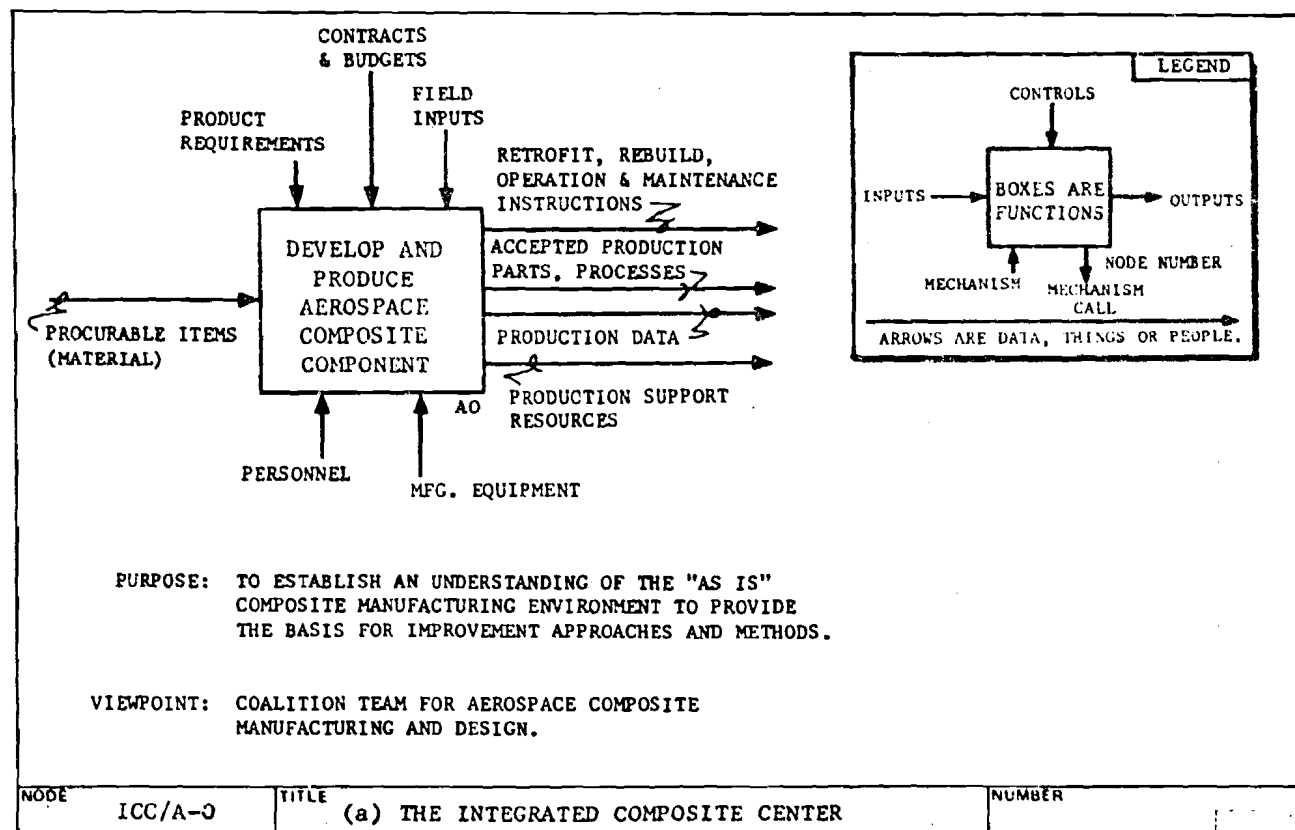 CONTRACTS
& BUDGETS
FIELD
INPUTS
PRODUCT
REQUIREMENTS
RETROFIT, REBUILD,
OPERATION & MAINTENANCE
INSTRUCTIONS
DEVELOP AND
PRODUCE
AEROSPACE
COMPOSITE
COMPONENT
AO
ACCEPTED PRODUCTION
PARTS, PROCESSES
PRODUCTION DATA
PRODUCTION SUPPORT
RESOURCES
PROCURABLE ITEMS
(MATERIAL)
PERSONNEL
MFG. EQUIPMENT
LEGEND
CONTROLS
INPUTS
BOXES ARE
FUNCTIONS
OUTPUTS
NODE NUMBER
MECHANISM
MECHANISM
CALL
ARROWS ARE DATA, THINGS OR PEOPLE.
PURPOSE: TO ESTABLISH AN UNDERSTANDING OF THE "AS IS"
COMPOSITE MANUFACTURING ENVIRONMENT TO PROVIDE
THE BASIS FOR IMPROVEMENT APPROACHES AND METHODS.
VIEWPOINT: COALITION TEAM FOR AEROSPACE COMPOSITE
MANUFACTURING AND DESIGN.
NODE ICC/A-0
TITLE (a) THE INTEGRATED COMPOSITE CENTER
NUMBER